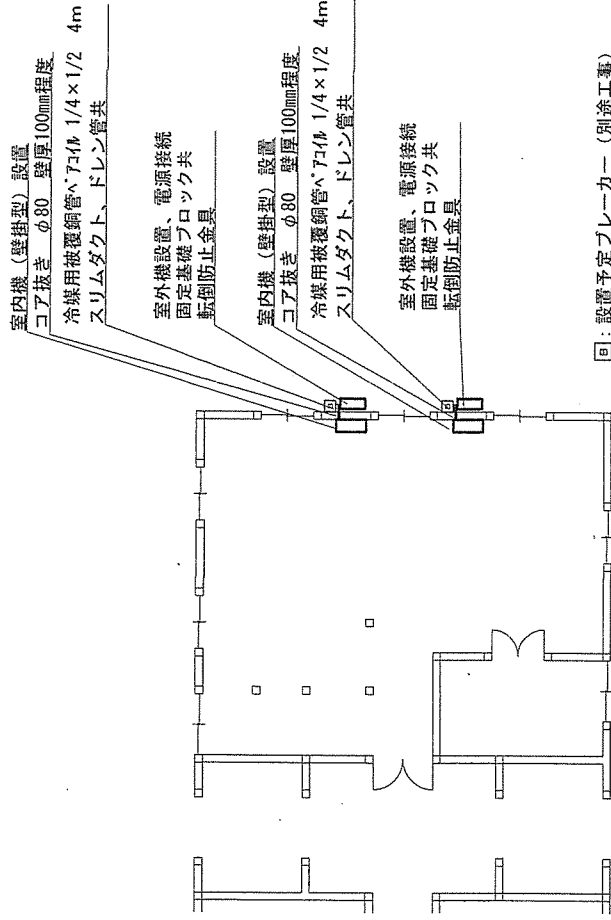 室内機（壁掛型）設置
コア抜き φ80 壁厚100mm程度
冷媒用被覆銅管ペアコイル 1/4×1/2 4m
スリムダクト、ドレン管共
室外機設置、電源接続
固定基礎ブロック共
転倒防止金具
室内機（壁掛型）設置
コア抜き φ80 壁厚100mm程度
冷媒用被覆銅管ペアコイル 1/4×1/2 4m
スリムダクト、ドレン管共
室外機設置、電源接続
固定基礎ブロック共
転倒防止金具
B
B
B：設置予定ブレーカー（別途工事）